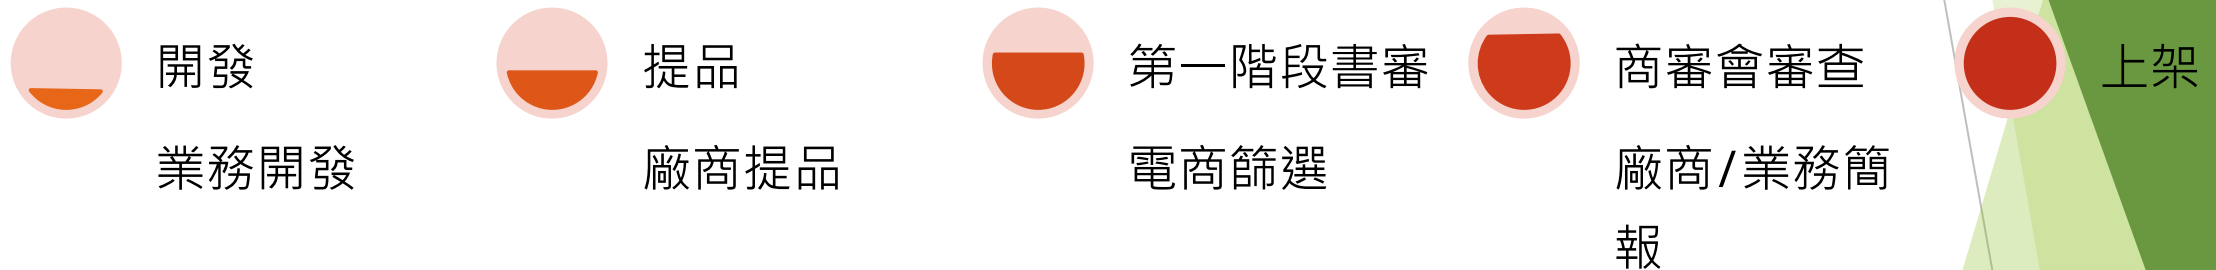 開發
業務開發
提品
廠商提品
第一階段書審
電商篩選
商審會審查
廠商/業務簡
報
上架